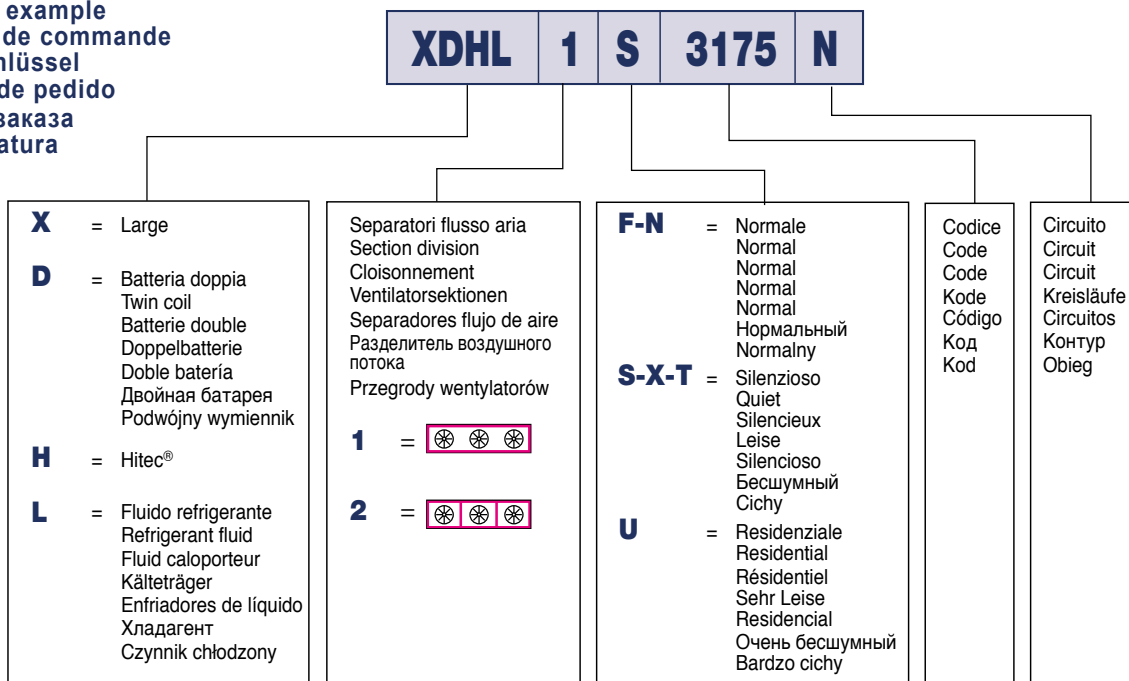 example
de commande
hlüssel
de pedido
заказа
atura
XDHL 1 S 3175 N
X = Large
D = Batteria doppia
Twin coil
Batterie double
Doppelbatterie
Doble batería
Двойная батарея
Podwójny wymiennik
H = Hitec®
L = Fluido refrigerante
Refrigerant fluid
Fluid caloporteur
Kälteträger
Enfriadores de líquido
Хладагент
Czynnik chłodzony
Separatori flusso aria
Section division
Cloisonnement
Ventilatorsektionen
Separadores flujo de aire
Разделитель воздушного
потока
Przegrody wentylatorów
1 =
2 =
F-N = Normale
Normal
Normal
Normal
Normal
Нормальный
Normalny
S-X-T = Silenzioso
Quiet
Silencieux
Leise
Silencioso
Бесшумный
Cichy
U = Residenziale
Residential
Résidentiel
Sehr Leise
Residencial
Очень бесшумный
Bardzo cichy
Codice
Code
Code
Kode
Código
Код
Kod
Circuito
Circuit
Circuit
Kreisläufe
Circuitos
Контур
Obieg